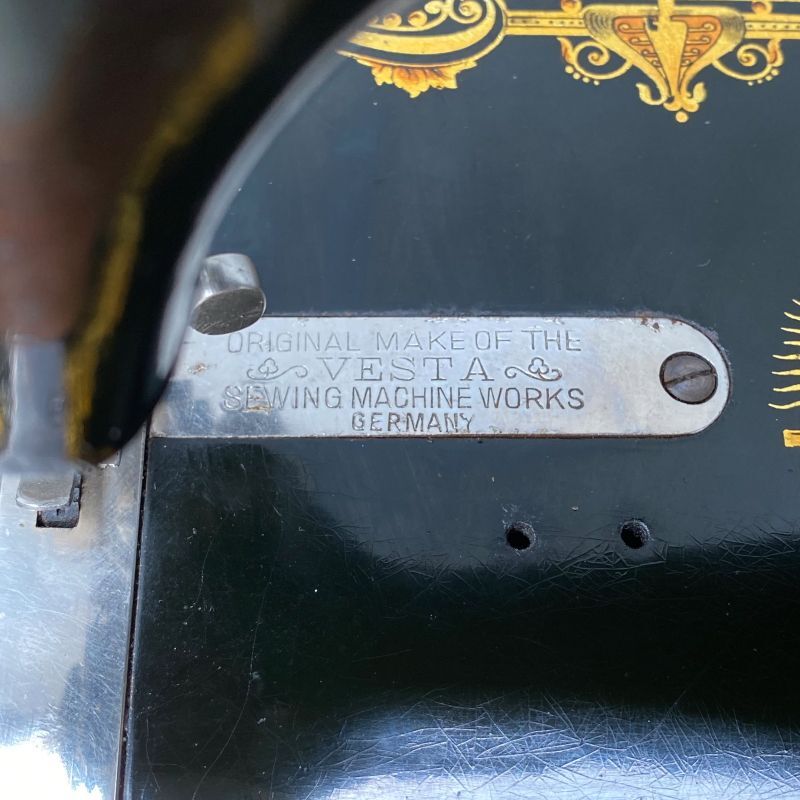 ORIGINAL MAKE OF THE
VESTA
SEWING MACHINE WORKS
GERMANY